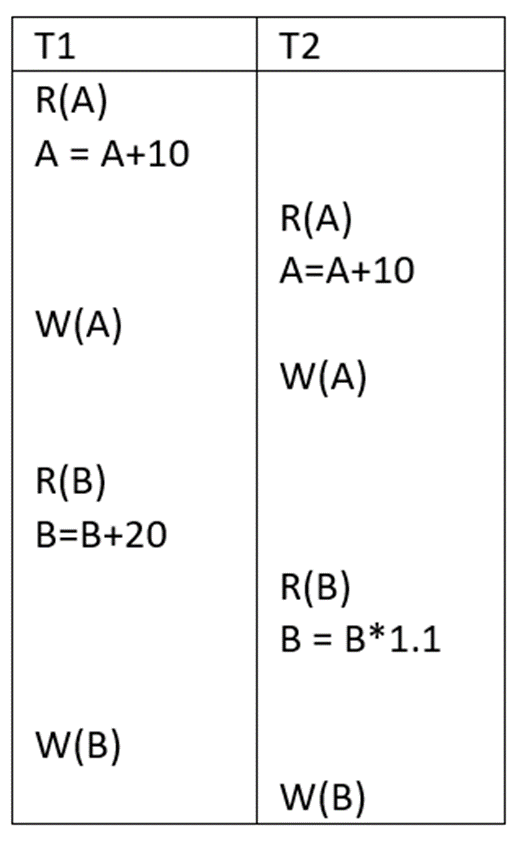 T1 T2
R(A)
A = A+10
R(A)
A=A+10
W(A)
W(A)
R(B)
B=B+20
R(B)
B = B*1.1
W(B)
W(B)